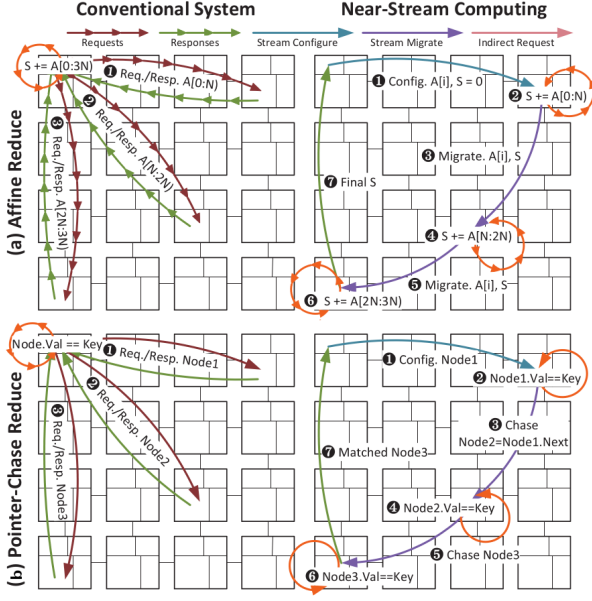 Conventional System
Near-Stream Computing
Requests
Responses
Stream Configure
Stream Migrate
Indirect Request
(a) Affine Reduce
S += A[0:3N]
❶ Req./Resp. A[0:N)
❷ Req./Resp. A[N:2N)
❸ Req./Resp. A[2N:3N)
❶ Config. A[i], S = 0
❷ S += A[0:N)
❸ Migrate. A[i], S
❹ S += A[N:2N)
❺ Migrate. A[i], S
❻ S += A[2N:3N)
❼ Final S
(b) Pointer-Chase Reduce
Node.Val == Key
❶ Req./Resp. Node1
❷ Req./Resp. Node2
❸ Req./Resp. Node3
❶ Config. Node1
❷ Node1.Val==Key
❸ Chase
Node2=Node1.Next
❹ Node2.Val==Key
❺ Chase Node3
❻ Node3.Val==Key
❼ Matched Node3